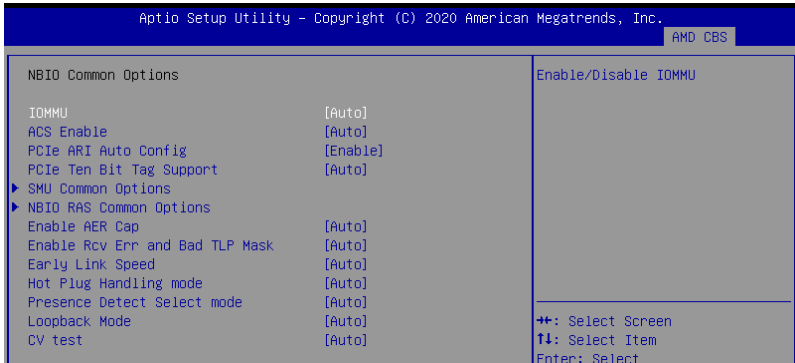 Aptio Setup Utility – Copyright (C) 2020 American Megatrends, Inc.
AMD CBS
NBIO Common Options
Enable/Disable IOMMU
IOMMU [Auto]
ACS Enable [Auto]
PCIe ARI Auto Config [Enable]
PCIe Ten Bit Tag Support [Auto]
SMU Common Options
NBIO RAS Common Options
Enable AER Cap [Auto]
Enable Rcv Err and Bad TLP Mask [Auto]
Early Link Speed [Auto]
Hot Plug Handling mode [Auto]
Presence Detect Select mode [Auto]
Loopback Mode [Auto]
CV test [Auto]
→←: Select Screen
↑↓: Select Item
Enter: Select